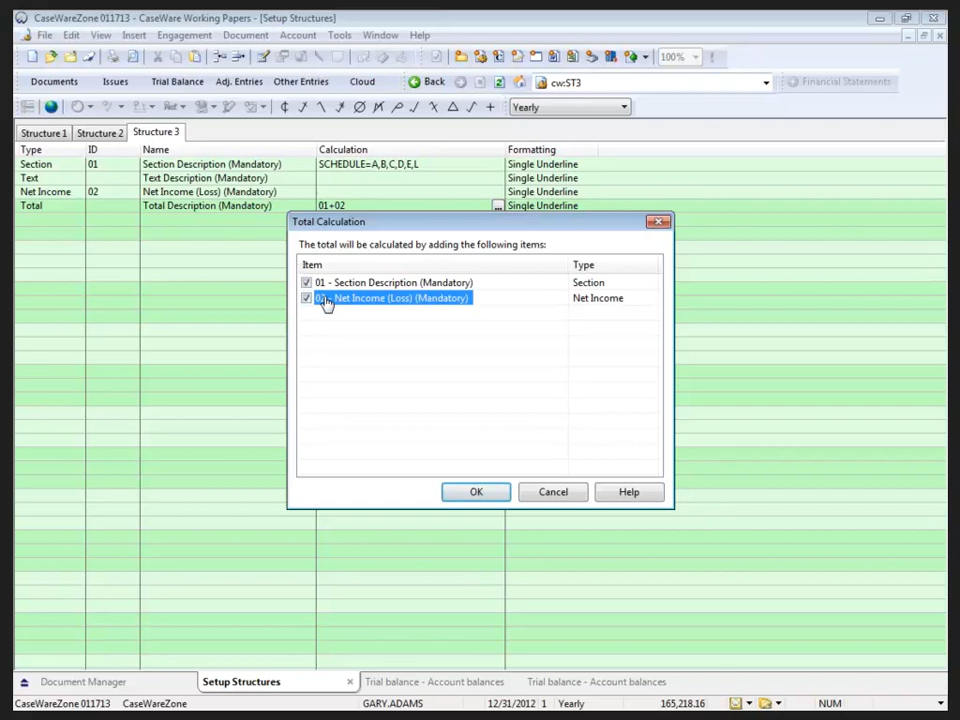 CaseWareZone 011713 - CaseWare Working Papers - [Setup Structures]
File Edit View Insert Engagement Document Account Tools Window Help
100%
Documents Issues Trial Balance Adj. Entries Other Entries Cloud Back cw:ST3 Financial Statements
Yearly
Structure 1 Structure 2 Structure 3
Type ID Name Calculation Formatting
Section 01 Section Description (Mandatory) SCHEDULE=A,B,C,D,E,L Single Underline
Text Text Description (Mandatory) Single Underline
Net Income 02 Net Income (Loss) (Mandatory) Single Underline
Total Total Description (Mandatory) 01+02 ... Single Underline
Total Calculation
The total will be calculated by adding the following items:
Item Type
01 - Section Description (Mandatory) Section
02 - Net Income (Loss) (Mandatory) Net Income
OK Cancel Help
Document Manager Setup Structures Trial balance - Account balances Trial balance - Account balances
CaseWareZone 011713 CaseWareZone GARY.ADAMS 12/31/2012 1 Yearly 165,218.16 NUM